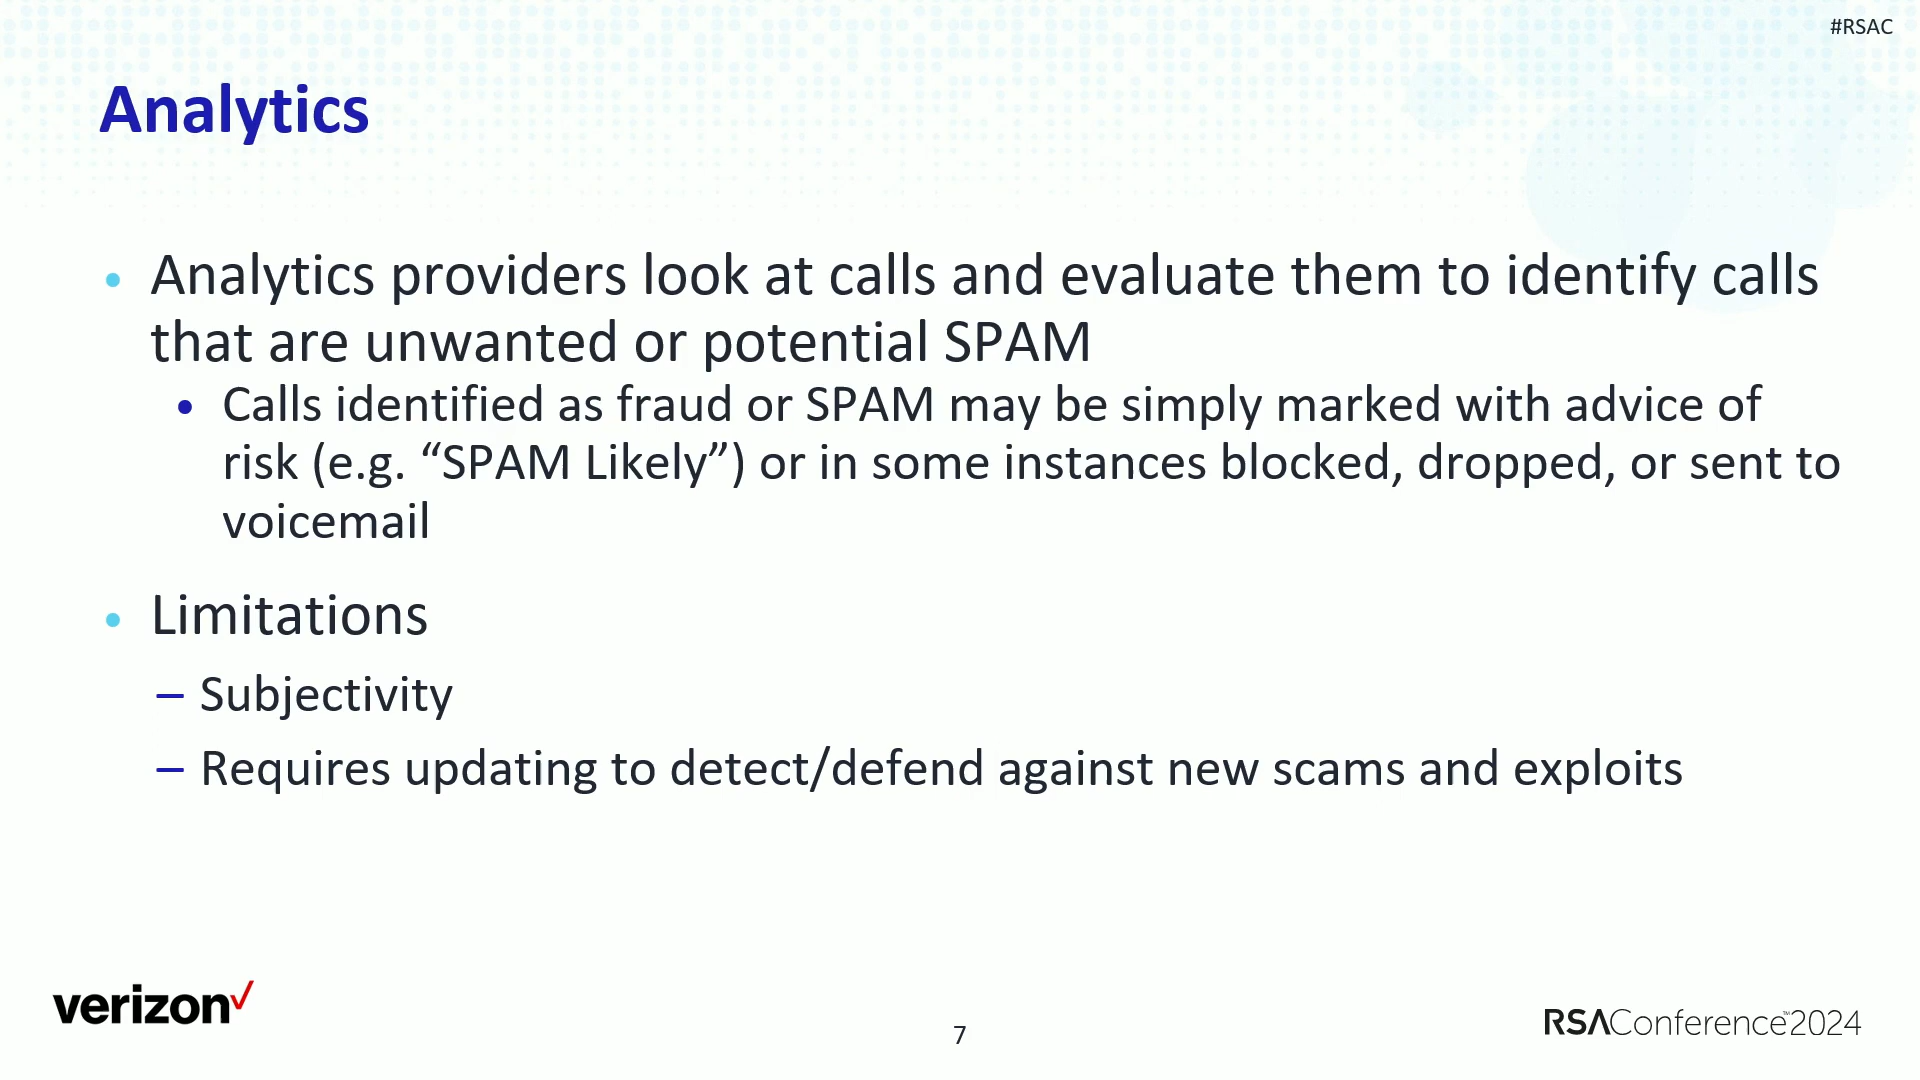 #RSAC
Analytics
• Analytics providers look at calls and evaluate them to identify calls
that are unwanted or potential SPAM
• Calls identified as fraud or SPAM may be simply marked with advice of
risk (e.g. “SPAM Likely”) or in some instances blocked, dropped, or sent to
voicemail
• Limitations
– Subjectivity
– Requires updating to detect/defend against new scams and exploits
verizon✓
7
RSAConference™2024